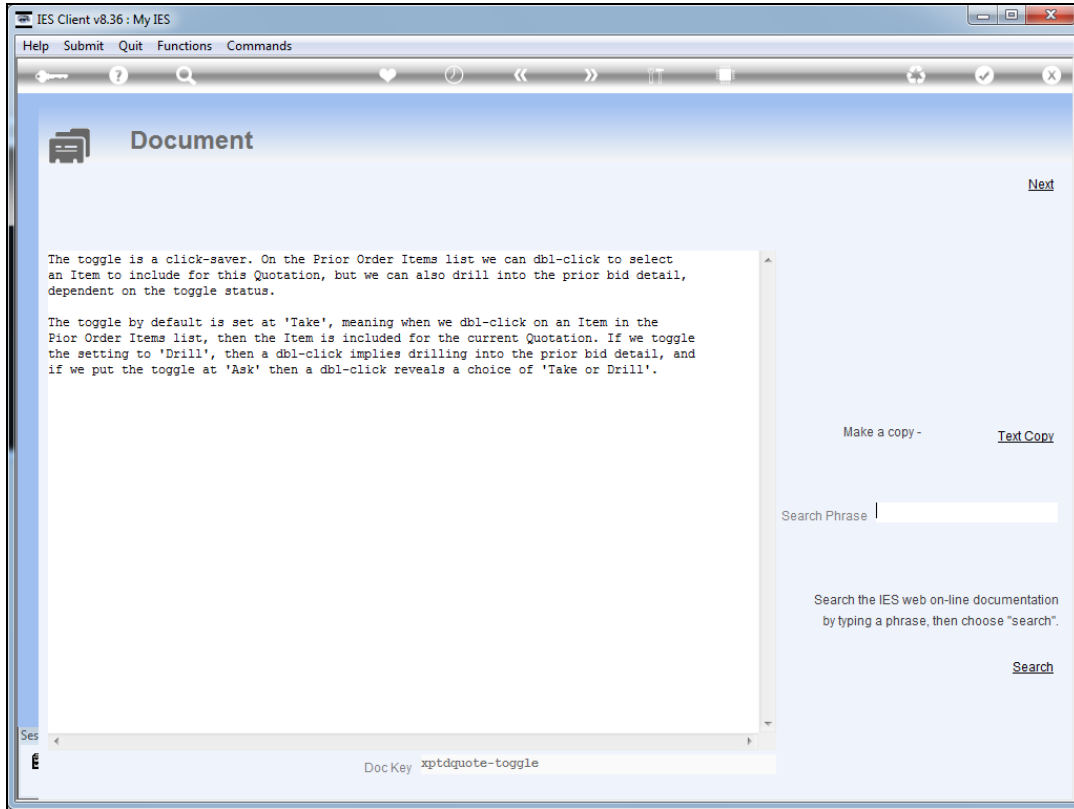 IES Client v8.36 : My IES
Help Submit Quit Functions Commands
Document
Next
The toggle is a click-saver. On the Prior Order Items list we can dbl-click to select
an Item to include for this Quotation, but we can also drill into the prior bid detail,
dependent on the toggle status.
The toggle by default is set at 'Take', meaning when we dbl-click on an Item in the
Pior Order Items list, then the Item is included for the current Quotation. If we toggle
the setting to 'Drill', then a dbl-click implies drilling into the prior bid detail, and
if we put the toggle at 'Ask' then a dbl-click reveals a choice of 'Take or Drill'.
Make a copy - Text Copy
Search Phrase
Search the IES web on-line documentation
by typing a phrase, then choose "search".
Search
Ses
Doc Key xptdquote-toggle